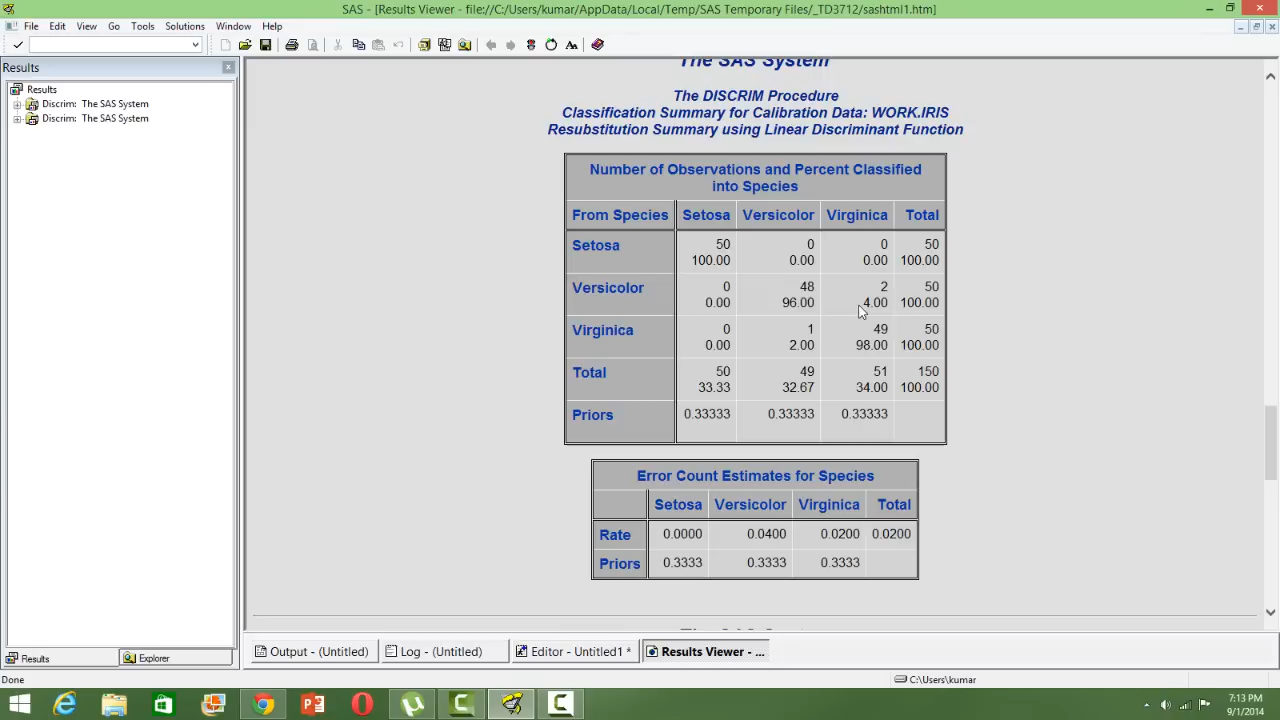 SAS - [Results Viewer - file://C:/Users/kumar/AppData/Local/Temp/SAS Temporary Files/_TD3712/sashtml1.htm]
File Edit View Go Tools Solutions Window Help
Results
Results
Discrim: The SAS System
Discrim: The SAS System
The SAS System
The DISCRIM Procedure
Classification Summary for Calibration Data: WORK.IRIS
Resubstitution Summary using Linear Discriminant Function
Number of Observations and Percent Classified
into Species
From Species Setosa Versicolor Virginica Total
Setosa 50 0 0 50
100.00 0.00 0.00 100.00
Versicolor 0 48 2 50
0.00 96.00 4.00 100.00
Virginica 0 1 49 50
0.00 2.00 98.00 100.00
Total 50 49 51 150
33.33 32.67 34.00 100.00
Priors 0.33333 0.33333 0.33333
Error Count Estimates for Species
Setosa Versicolor Virginica Total
Rate 0.0000 0.0400 0.0200 0.0200
Priors 0.3333 0.3333 0.3333
Results Explorer
Output - (Untitled) Log - (Untitled) Editor - Untitled1 * Results Viewer - ...
Done C:\Users\kumar
7:13 PM
9/1/2014